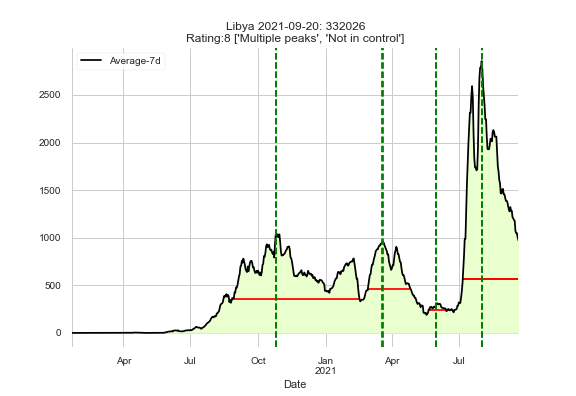 Libya 2021-09-20: 332026
Rating:8 ['Multiple peaks', 'Not in control']
Average-7d
2500
2000
1500
1000
500
0
Apr
Jul
Oct
Jan
2021
Apr
Jul
Date